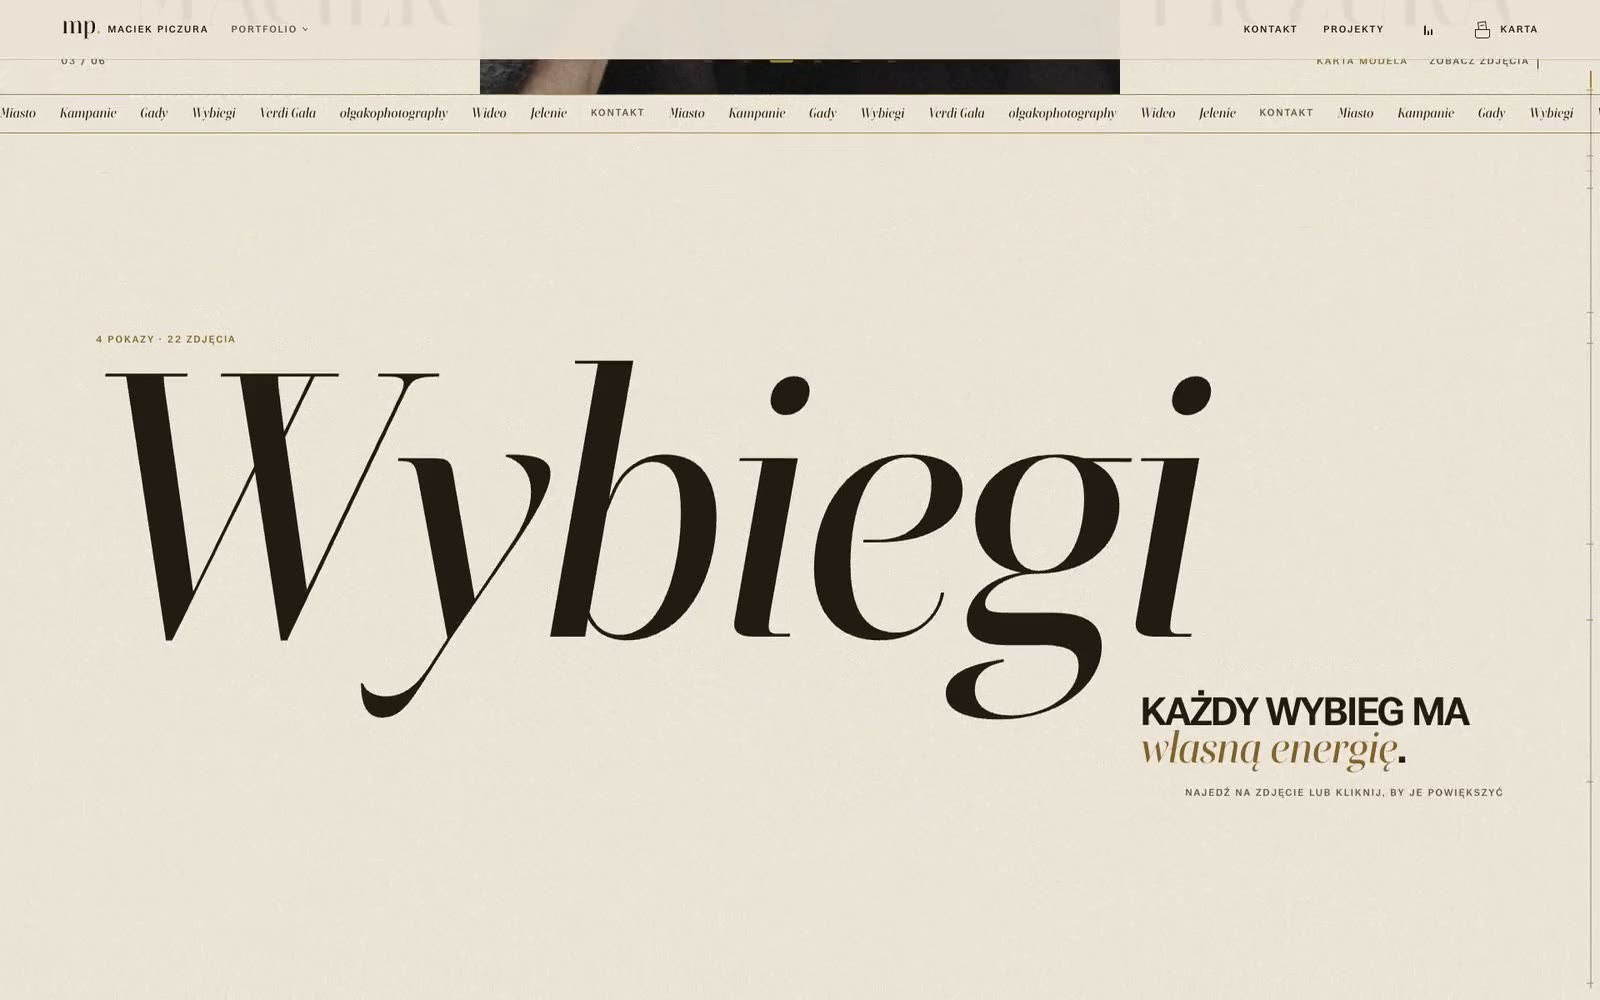 MACIEK PICZURA
mp. MACIEK PICZURA PORTFOLIO KONTAKT PROJEKTY KARTA
03 / 06 KARTA MODELA ZOBACZ ZDJĘCIA
Miasto Kampanie Gady Wybiegi Verdi Gala olgakophotography Wideo Jelenie KONTAKT Miasto Kampanie Gady Wybiegi Verdi Gala olgakophotography Wideo Jelenie KONTAKT Miasto Kampanie Gady Wybiegi
4 POKAZY · 22 ZDJĘCIA
Wybiegi
KAŻDY WYBIEG MA
własną energię.
NAJEDŹ NA ZDJĘCIE LUB KLIKNIJ, BY JE POWIĘKSZYĆ